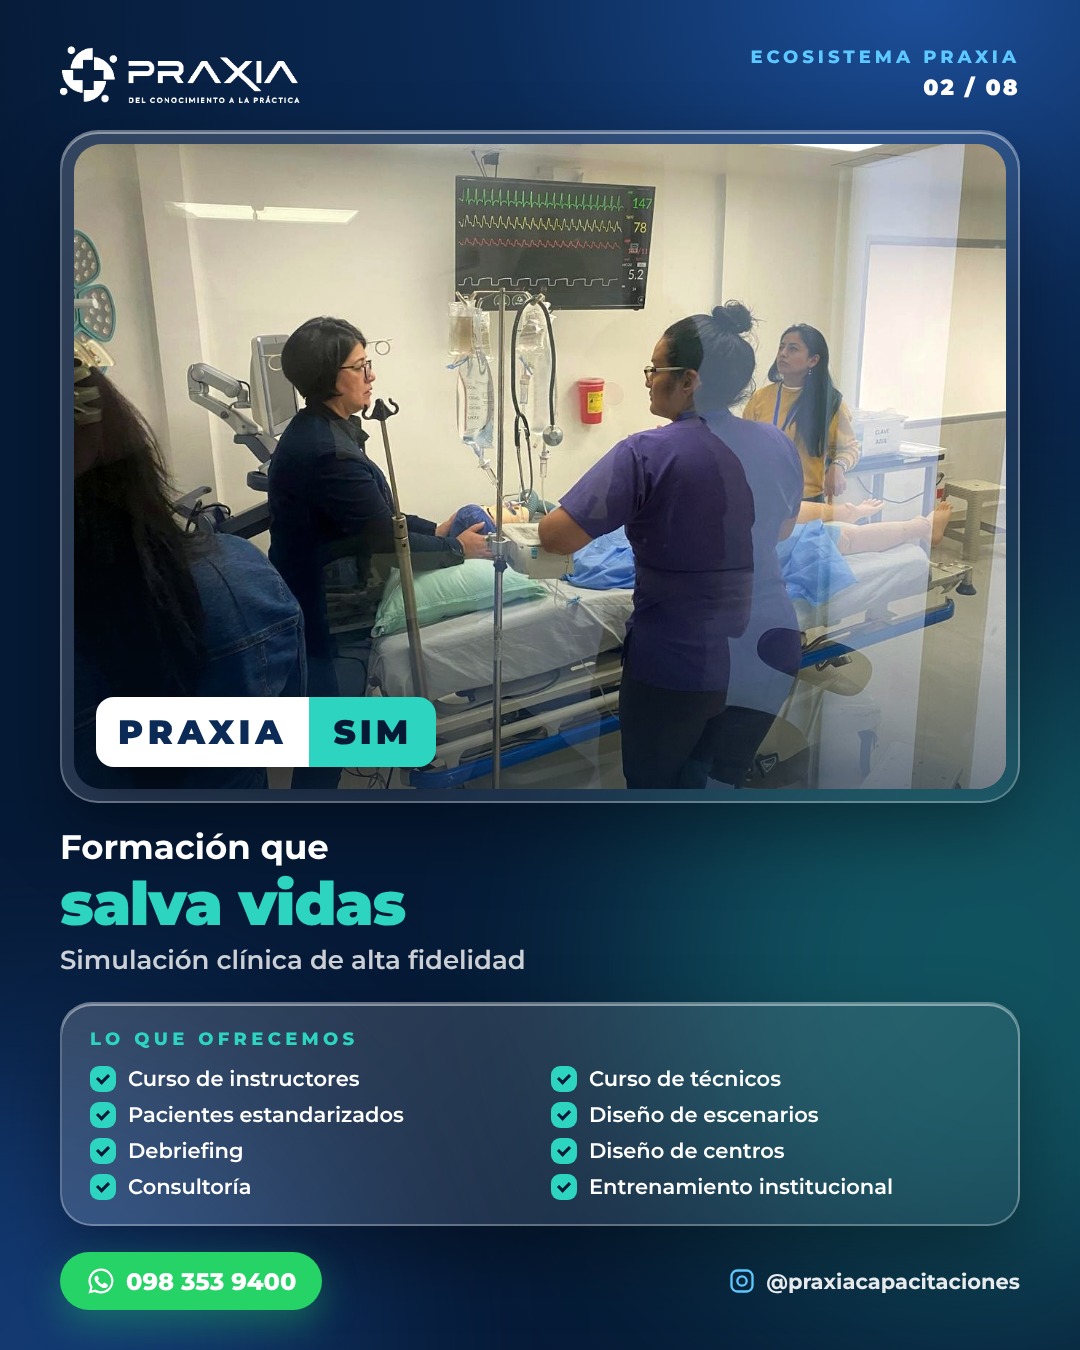 PRAXIA
DEL CONOCIMIENTO A LA PRÁCTICA
ECOSISTEMA PRAXIA
02 / 08
147
78
5.2
CLAVE
AZUL
PRAXIA SIM
Formación que
salva vidas
Simulación clínica de alta fidelidad
LO QUE OFRECEMOS
Curso de instructores
Curso de técnicos
Pacientes estandarizados
Diseño de escenarios
Debriefing
Diseño de centros
Consultoría
Entrenamiento institucional
098 353 9400
@praxiacapacitaciones